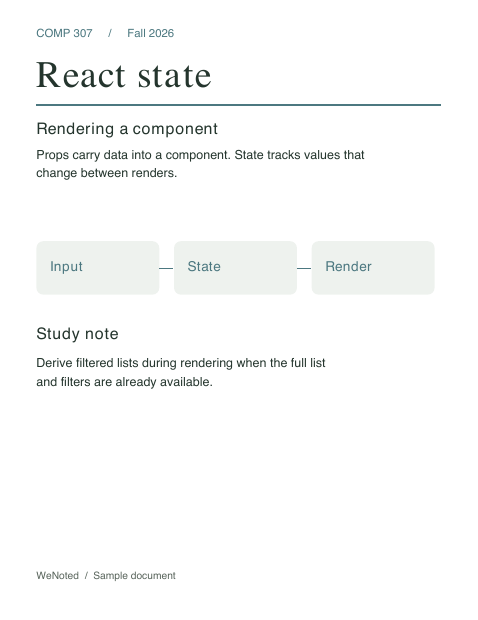 COMP 307 / Fall 2026
React state
Rendering a component
Props carry data into a component. State tracks values that
change between renders.
Input
State
Render
Study note
Derive filtered lists during rendering when the full list
and filters are already available.
WeNoted / Sample document